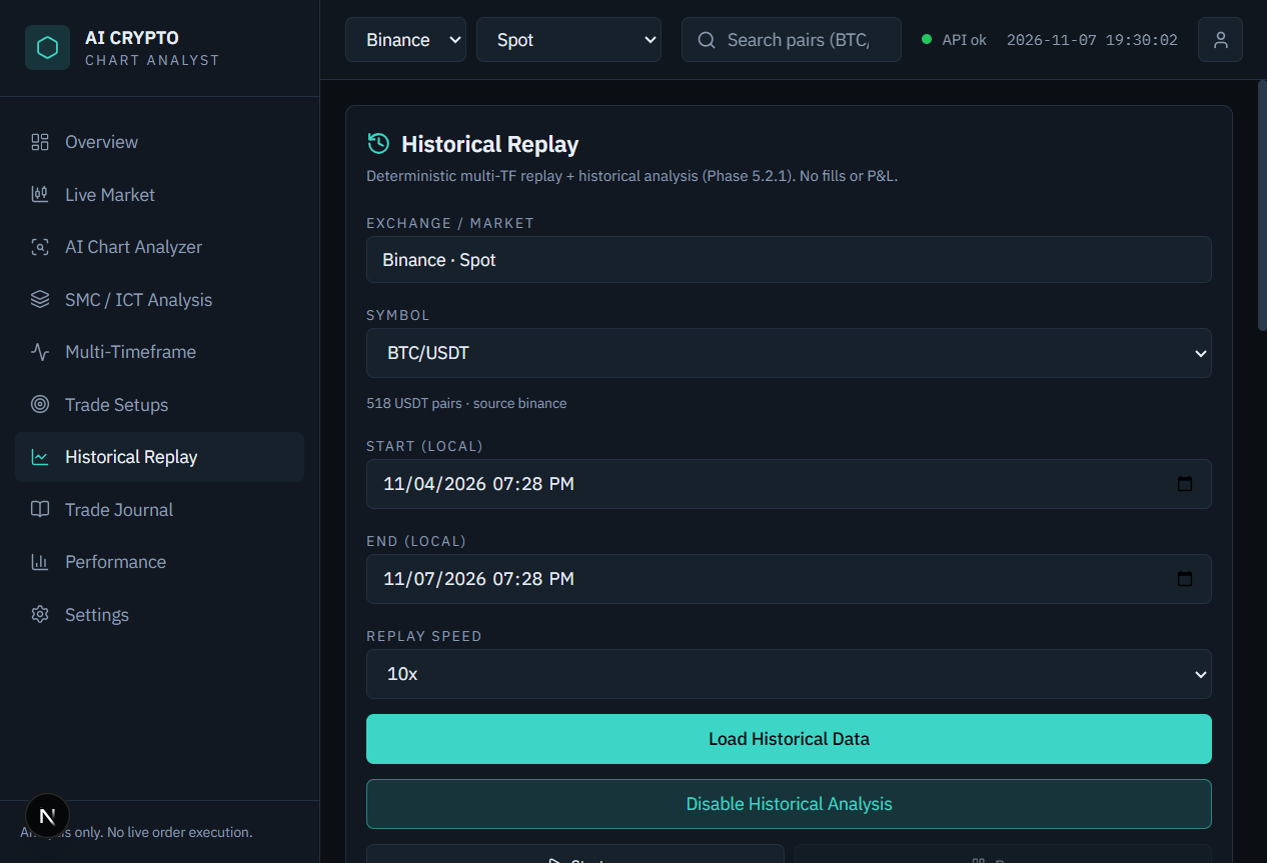 AI CRYPTO
CHART ANALYST
Binance
Spot
Search pairs (BTC,
API ok
2026-11-07 19:30:02
Overview
Live Market
AI Chart Analyzer
SMC / ICT Analysis
Multi-Timeframe
Trade Setups
Historical Replay
Trade Journal
Performance
Settings
N
only. No live order execution.
Historical Replay
Deterministic multi-TF replay + historical analysis (Phase 5.2.1). No fills or P&L.
EXCHANGE / MARKET
Binance · Spot
SYMBOL
BTC/USDT
518 USDT pairs · source binance
START (LOCAL)
11/04/2026 07:28 PM
END (LOCAL)
11/07/2026 07:28 PM
REPLAY SPEED
10x
Load Historical Data
Disable Historical Analysis